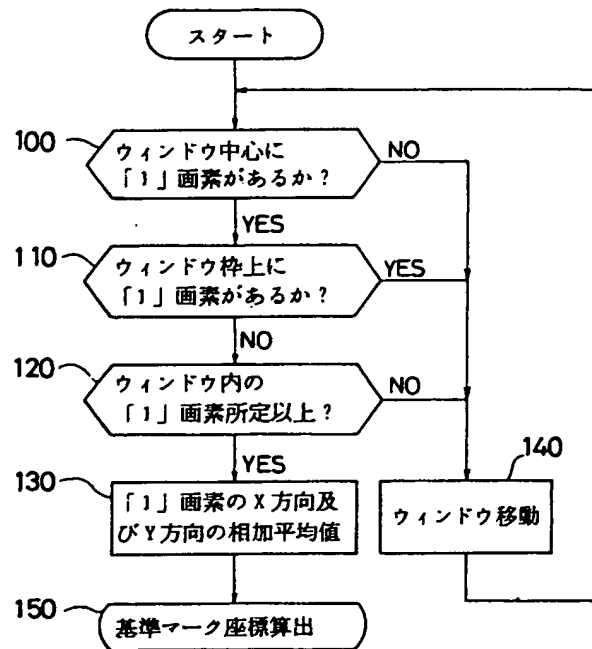 スタート
100
ウィンドウ中心に
「1」画素があるか?
NO
YES
110
ウィンドウ枠上に
「1」画素があるか?
YES
NO
120
ウィンドウ内の
「1」画素所定以上?
NO
YES
130
「1」画素のX方向及
びY方向の相加平均値
140
ウィンドウ移動
150
基準マーク座標算出